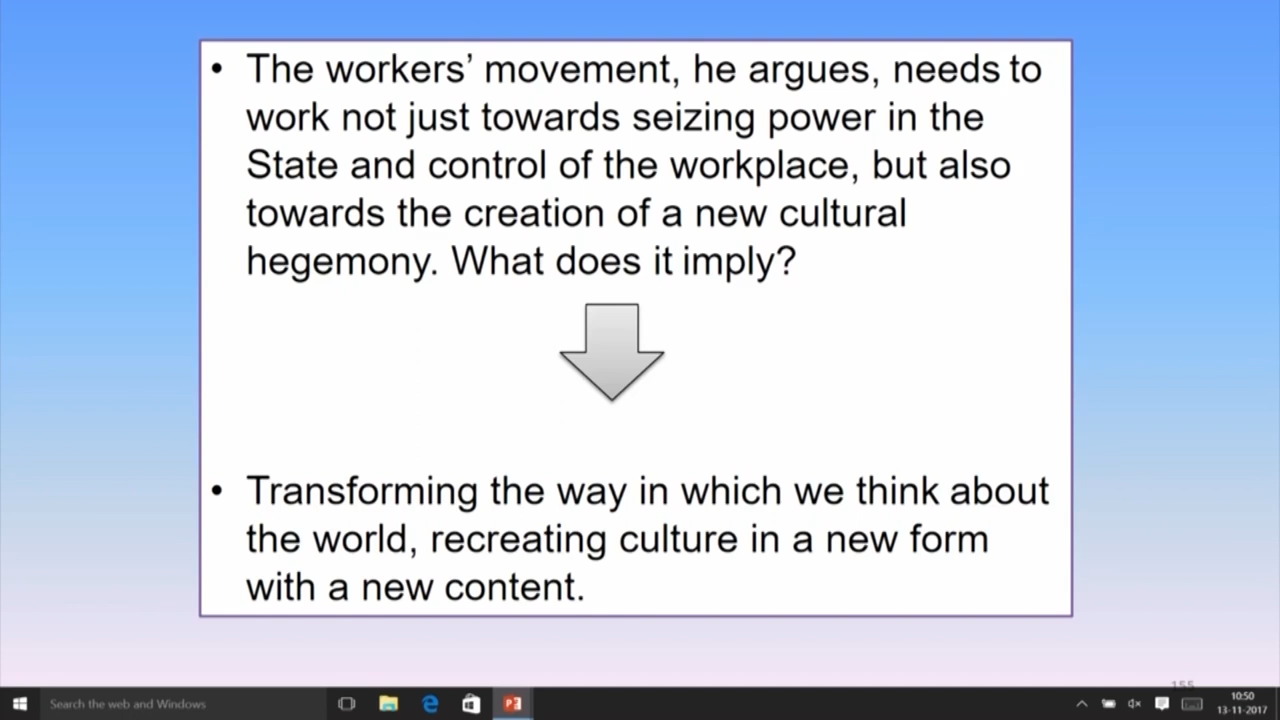 • The workers’ movement, he argues, needs to
work not just towards seizing power in the
State and control of the workplace, but also
towards the creation of a new cultural
hegemony. What does it imply?
• Transforming the way in which we think about
the world, recreating culture in a new form
with a new content.
155
Search the web and Windows
10:50
13-11-2017